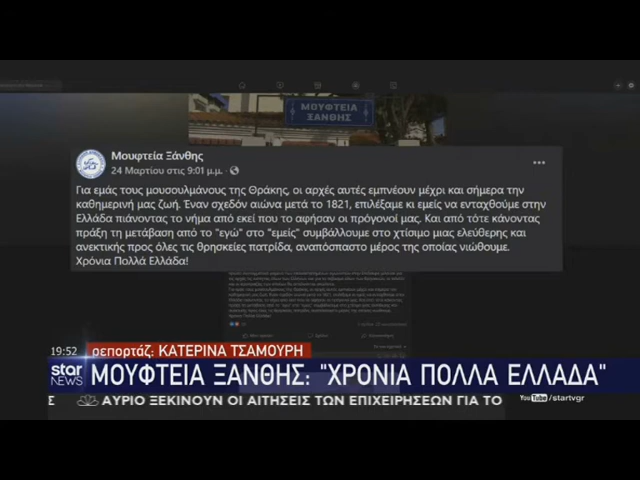 ΜΟΥΦΤΕΙΑ
ΞΑΝΘΗΣ
Μουφτεία Ξάνθης
24 Μαρτίου στις 9:01 μ.μ.
Για εμάς τους μουσουλμάνους της Θράκης, οι αρχές αυτές εμπνέουν μέχρι και σήμερα την
καθημερινή μας ζωή. Έναν σχεδόν αιώνα μετά το 1821, επιλέξαμε κι εμείς να ενταχθούμε στην
Ελλάδα πιάνοντας το νήμα από εκεί που το αφήσαν οι πρόγονοί μας. Και από τότε κάνοντας
πράξη τη μετάβαση από το "εγώ" στο "εμείς" συμβάλλουμε στο χτίσιμο μιας ελεύθερης και
ανεκτικής προς όλες τις θρησκείες πατρίδα, αναπόσπαστο μέρος της οποίας νιώθουμε.
Χρόνια Πολλά Ελλάδα!
19:52 ρεπορτάζ: ΚΑΤΕΡΙΝΑ ΤΣΑΜΟΥΡΗ
star NEWS
ΜΟΥΦΤΕΙΑ ΞΑΝΘΗΣ: "ΧΡΟΝΙΑ ΠΟΛΛΑ ΕΛΛΑΔΑ"
ΑΥΡΙΟ ΞΕΚΙΝΟΥΝ ΟΙ ΑΙΤΗΣΕΙΣ ΤΩΝ ΕΠΙΧΕΙΡΗΣΕΩΝ ΓΙΑ ΤΟ
YouTube /startvgr